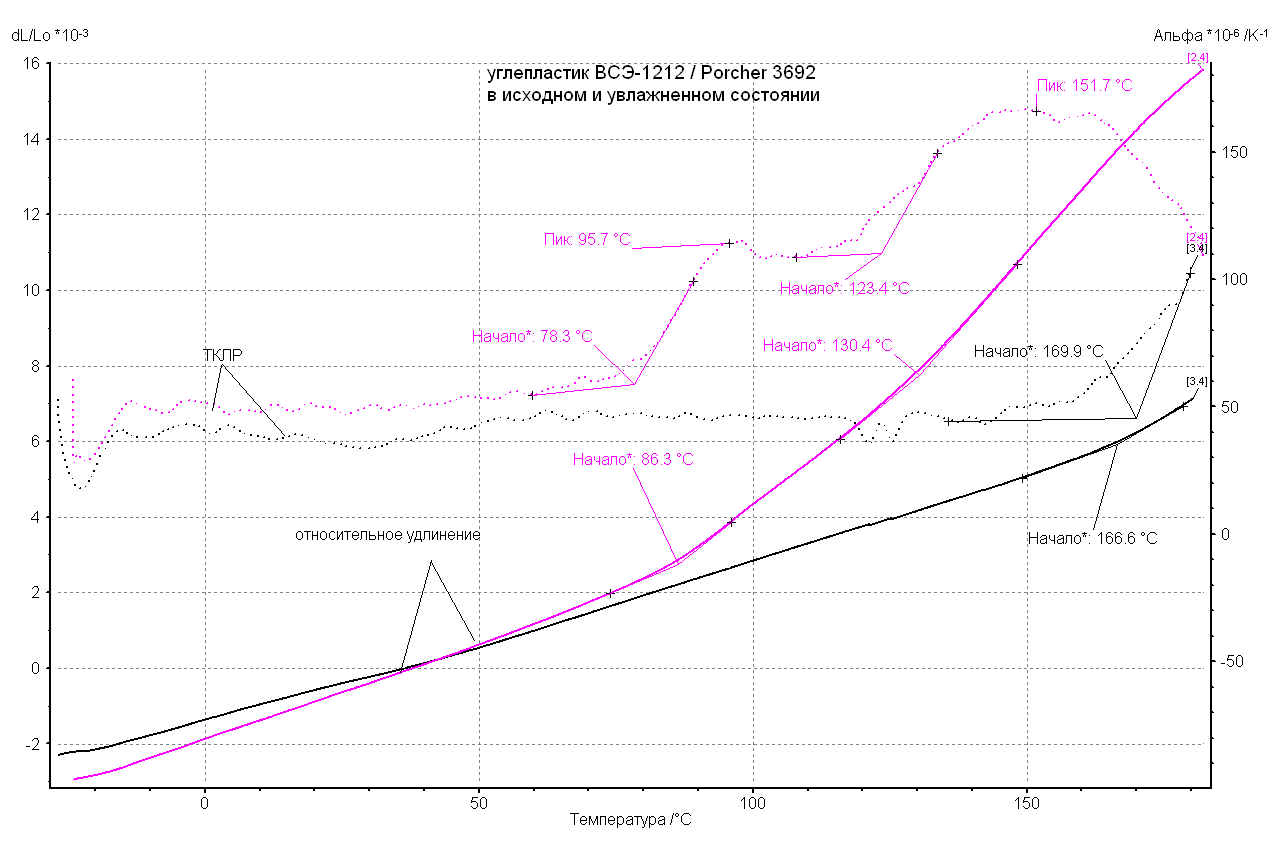 dL/Lo *10-3
Альфа *10-6 /K-1
углепластик ВСЭ-1212 / Porcher 3692
в исходном и увлажненном состоянии
[2.4]
Пик: 151.7 °C
16
14
12
10
8
6
4
2
0
-2
150
100
50
0
-50
Пик: 95.7 °C
[2.4]
[3.4]
Начало*: 123.4 °C
Начало*: 78.3 °C
Начало*: 130.4 °C
Начало*: 169.9 °C
ТКЛР
[3.4]
Начало*: 86.3 °C
относительное удлинение
Начало*: 166.6 °C
0
50
100
150
Температура /°C